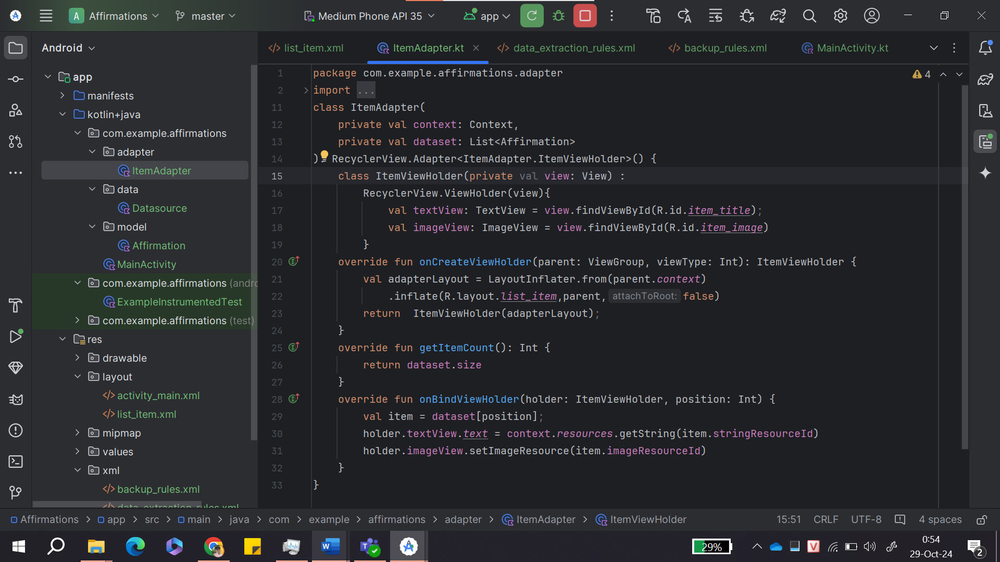 A Affirmations master Medium Phone API 35 app
Android
app
manifests
kotlin+java
com.example.affirmations
adapter
ItemAdapter
data
Datasource
model
Affirmation
MainActivity
com.example.affirmations (andro
ExampleInstrumentedTest
com.example.affirmations (test)
res
drawable
layout
</> activity_main.xml
</> list_item.xml
mipmap
values
xml
</> backup_rules.xml
</> data_extraction_rules.xml
</> list_item.xml ItemAdapter.kt </> data_extraction_rules.xml </> backup_rules.xml MainActivity.kt
4
1 package com.example.affirmations.adapter
2 import ...
11 class ItemAdapter(
12 private val context: Context,
13 private val dataset: List<Affirmation>
14 ) : RecyclerView.Adapter<ItemAdapter.ItemViewHolder>() {
15 class ItemViewHolder(private val view: View) :
16 RecyclerView.ViewHolder(view){
17 val textView: TextView = view.findViewById(R.id.item_title);
18 val imageView: ImageView = view.findViewById(R.id.item_image)
19 }
20 override fun onCreateViewHolder(parent: ViewGroup, viewType: Int): ItemViewHolder {
21 val adapterLayout = LayoutInflater.from(parent.context)
22 .inflate(R.layout.list_item,parent, attachToRoot: false)
23 return  ItemViewHolder(adapterLayout);
24 }
25 override fun getItemCount(): Int {
26 return dataset.size
27 }
28 override fun onBindViewHolder(holder: ItemViewHolder, position: Int) {
29 val item = dataset[position];
30 holder.textView.text = context.resources.getString(item.stringResourceId)
31 holder.imageView.setImageResource(item.imageResourceId)
32 }
33 }
Affirmations > app > src > main > java > com > example > affirmations > adapter > ItemAdapter > ItemViewHolder 15:51 CRLF UTF-8 4 spaces
29%
0:54
29-Oct-24
2